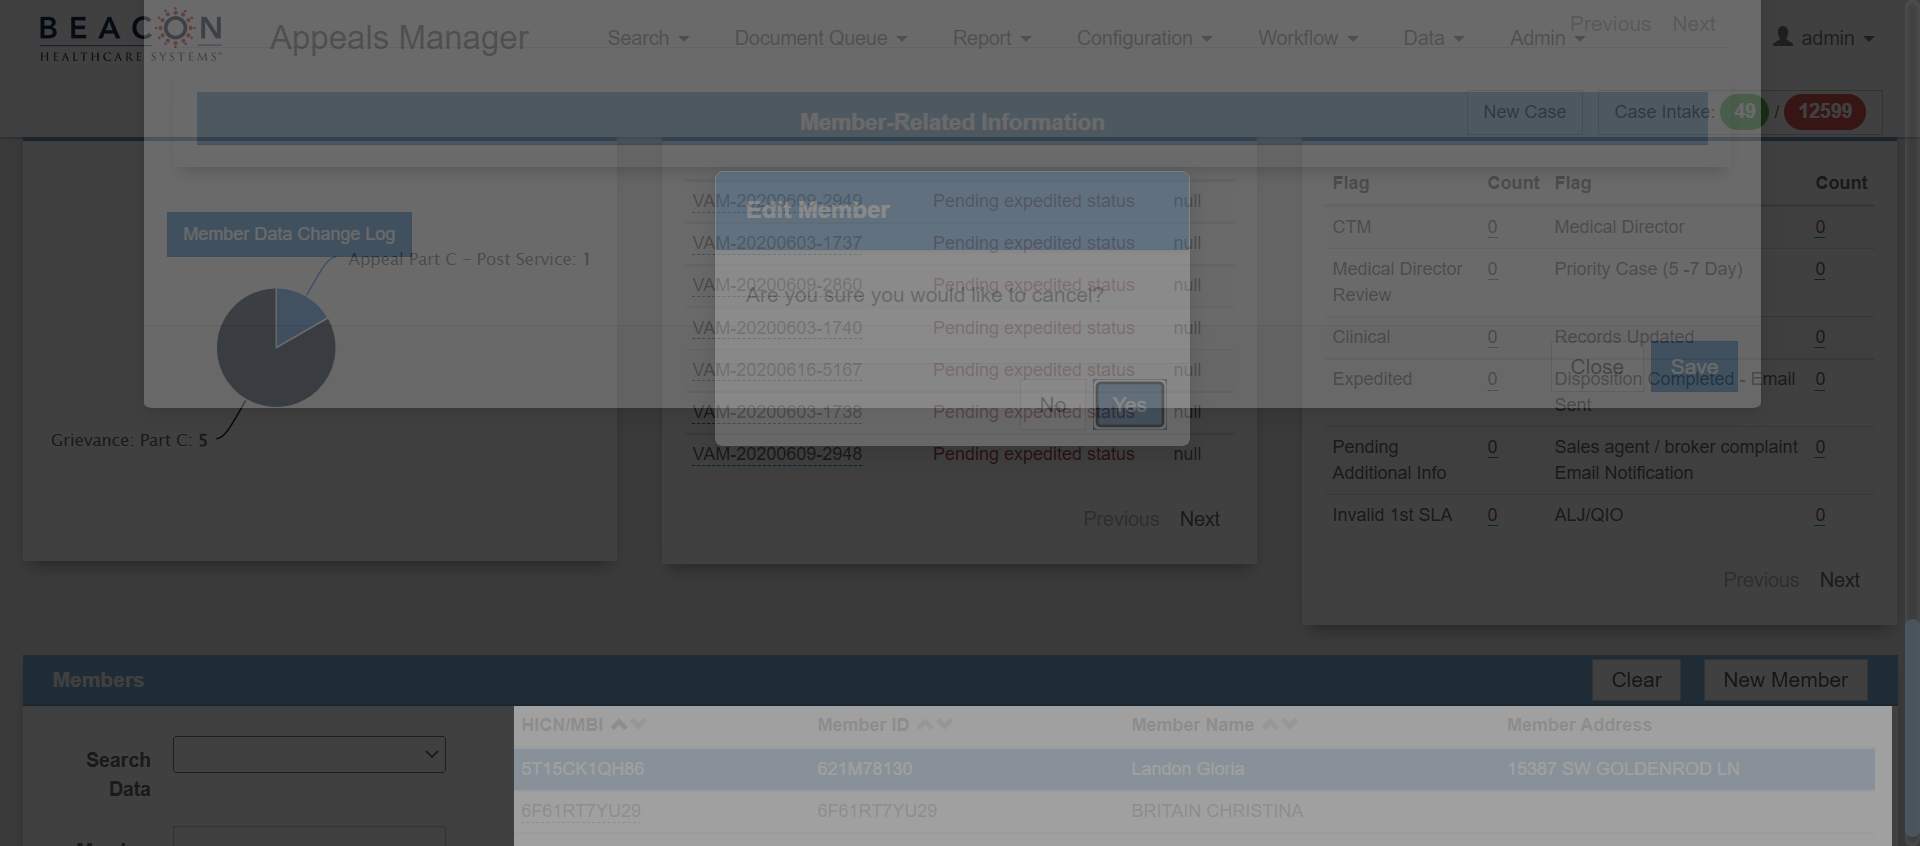 BEACON
HEALTHCARE SYSTEMS
Appeals Manager
Search
Document Queue
Report
Configuration
Workflow
Data
Admin
Previous Next
admin
Member-Related Information
New Case
Case Intake: 49 / 12599
Member Data Change Log
Appeal Part C - Post Service: 1
Grievance: Part C: 5
Edit Member
Are you sure you would like to cancel?
No
Yes
VAM-20200609-2949 Pending expedited status null
VAM-20200603-1737 Pending expedited status null
VAM-20200609-2860 Pending expedited status null
VAM-20200603-1740 Pending expedited status null
VAM-20200616-5167 Pending expedited status null
VAM-20200603-1738 Pending expedited status null
VAM-20200609-2948 Pending expedited status null
Previous Next
Flag Count Flag Count
CTM 0 Medical Director 0
Medical Director 0 Priority Case (5 -7 Day) 0
Review
Clinical 0 Records Updated 0
Close Save
Expedited 0 Disposition Completed - Email 0
Sent
Pending 0 Sales agent / broker complaint 0
Additional Info Email Notification
Invalid 1st SLA 0 ALJ/QIO 0
Previous Next
Members
Clear
New Member
Search
Data
HICN/MBI Member ID Member Name Member Address
5T15CK1QH86 621M78130 Landon Gloria 15387 SW GOLDENROD LN
6F61RT7YU29 6F61RT7YU29 BRITAIN CHRISTINA